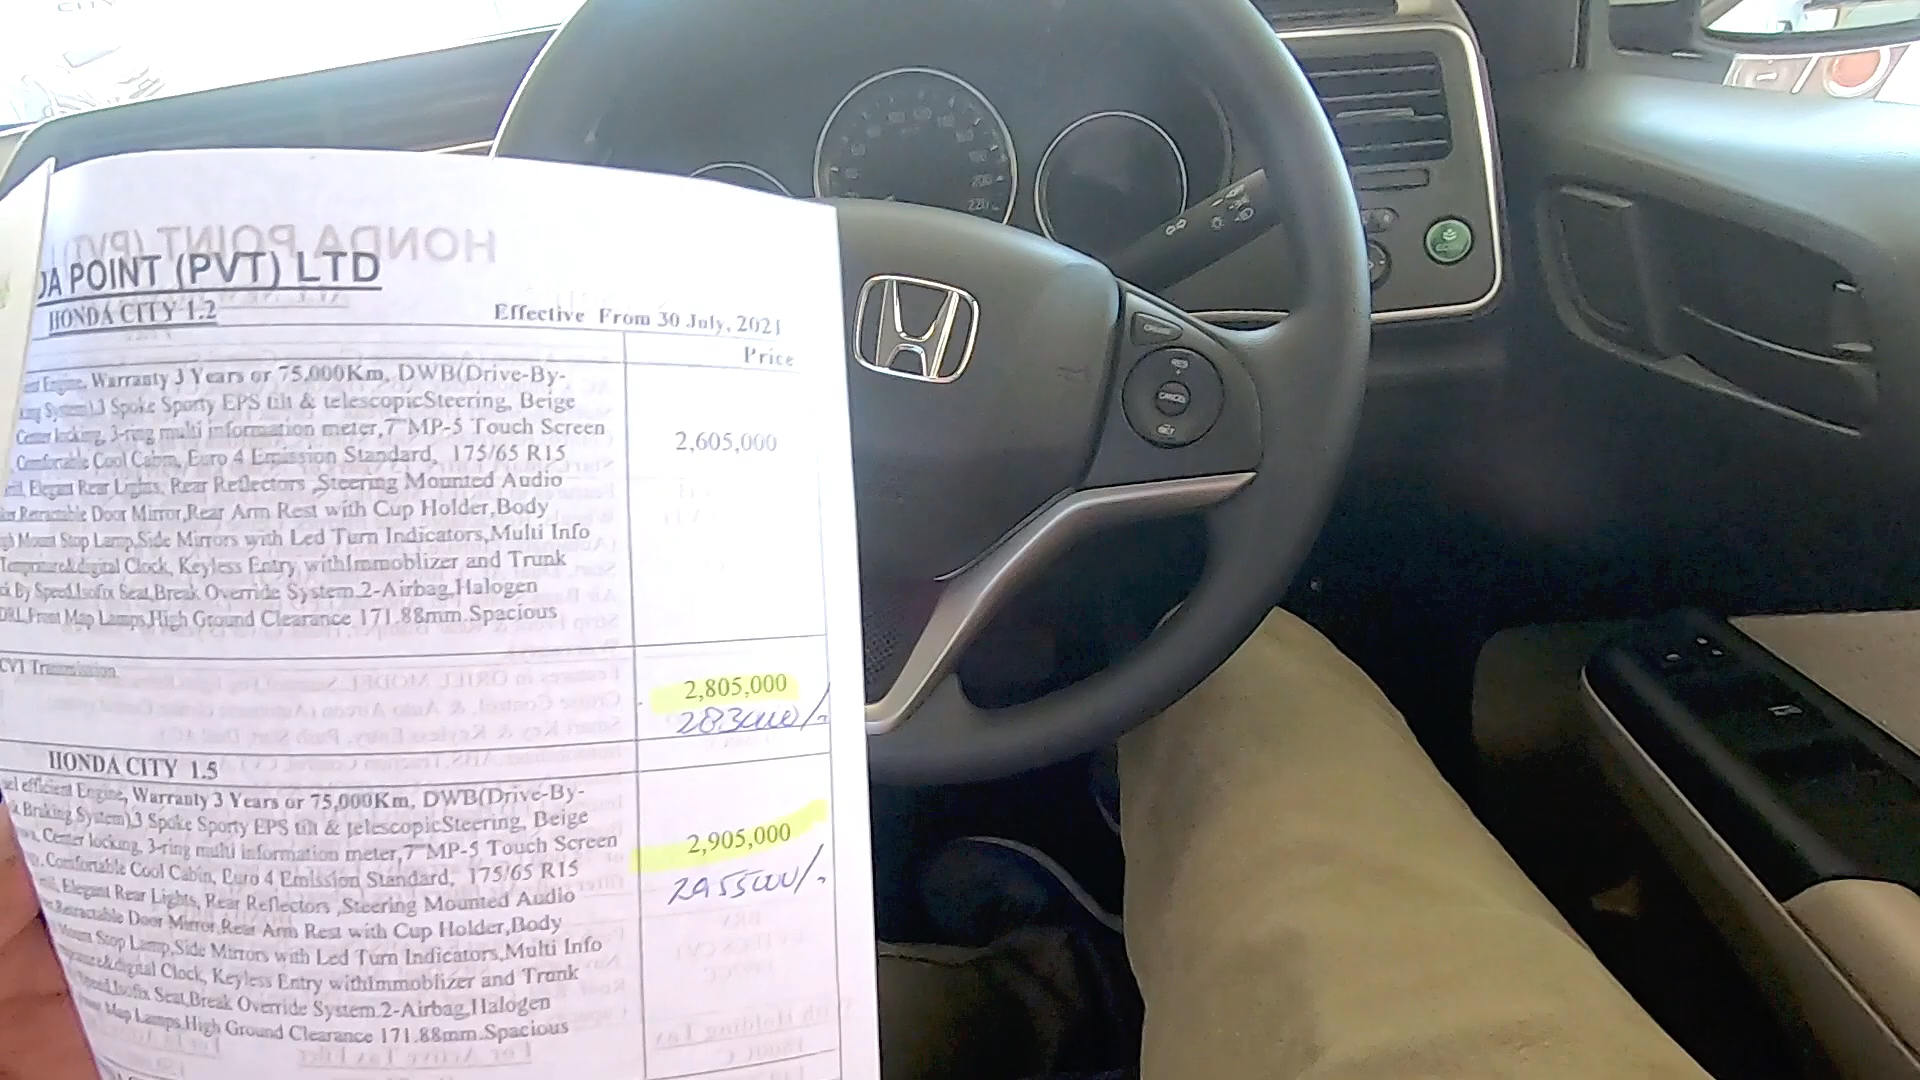 DA POINT (PVT) LTD
HONDA CITY 1.2
Effective From 30 July, 2021
Price
Engine, Warranty 3 Years or 75,000Km, DWB(Drive-By-
System),3 Spoke Sporty EPS tilt & telescopicSteering, Beige
Center locking, 3-ring multi information meter,7" MP-5 Touch Screen
Comfortable Cool Cabin, Euro 4 Emission Standard, 175/65 R15
2,605,000
Elegant Rear Lights, Rear Reflectors ,Steering Mounted Audio
Retractable Door Mirror,Rear Arm Rest with Cup Holder,Body
Mount Stop Lamp,Side Mirrors with Led Turn Indicators,Multi Info
Temprature&digital Clock, Keyless Entry withImmoblizer and Trunk
By Speed,Isofix Seat,Break Override System.2-Airbag,Halogen
DRL,Front Map Lamps,High Ground Clearance 171.88mm.Spacious
CVT Transmission
2,805,000
HONDA CITY 1.5
efficient Engine, Warranty 3 Years or 75,000Km, DWB(Drive-By-
Braking System),3 Spoke Sporty EPS tilt & telescopicSteering, Beige
Center locking, 3-ring multi information meter,7" MP-5 Touch Screen
2,905,000
Comfortable Cool Cabin, Euro 4 Emission Standard, 175/65 R15
Elegant Rear Lights, Rear Reflectors ,Steering Mounted Audio
Retractable Door Mirror,Rear Arm Rest with Cup Holder,Body
Mount Stop Lamp,Side Mirrors with Led Turn Indicators,Multi Info
digital Clock, Keyless Entry withImmoblizer and Trunk
Speed,Isofix Seat,Break Override System.2-Airbag,Halogen
Map Lamps,High Ground Clearance 171.88mm.Spacious
CRUISE
RES
+
CANCEL
SET
200
220